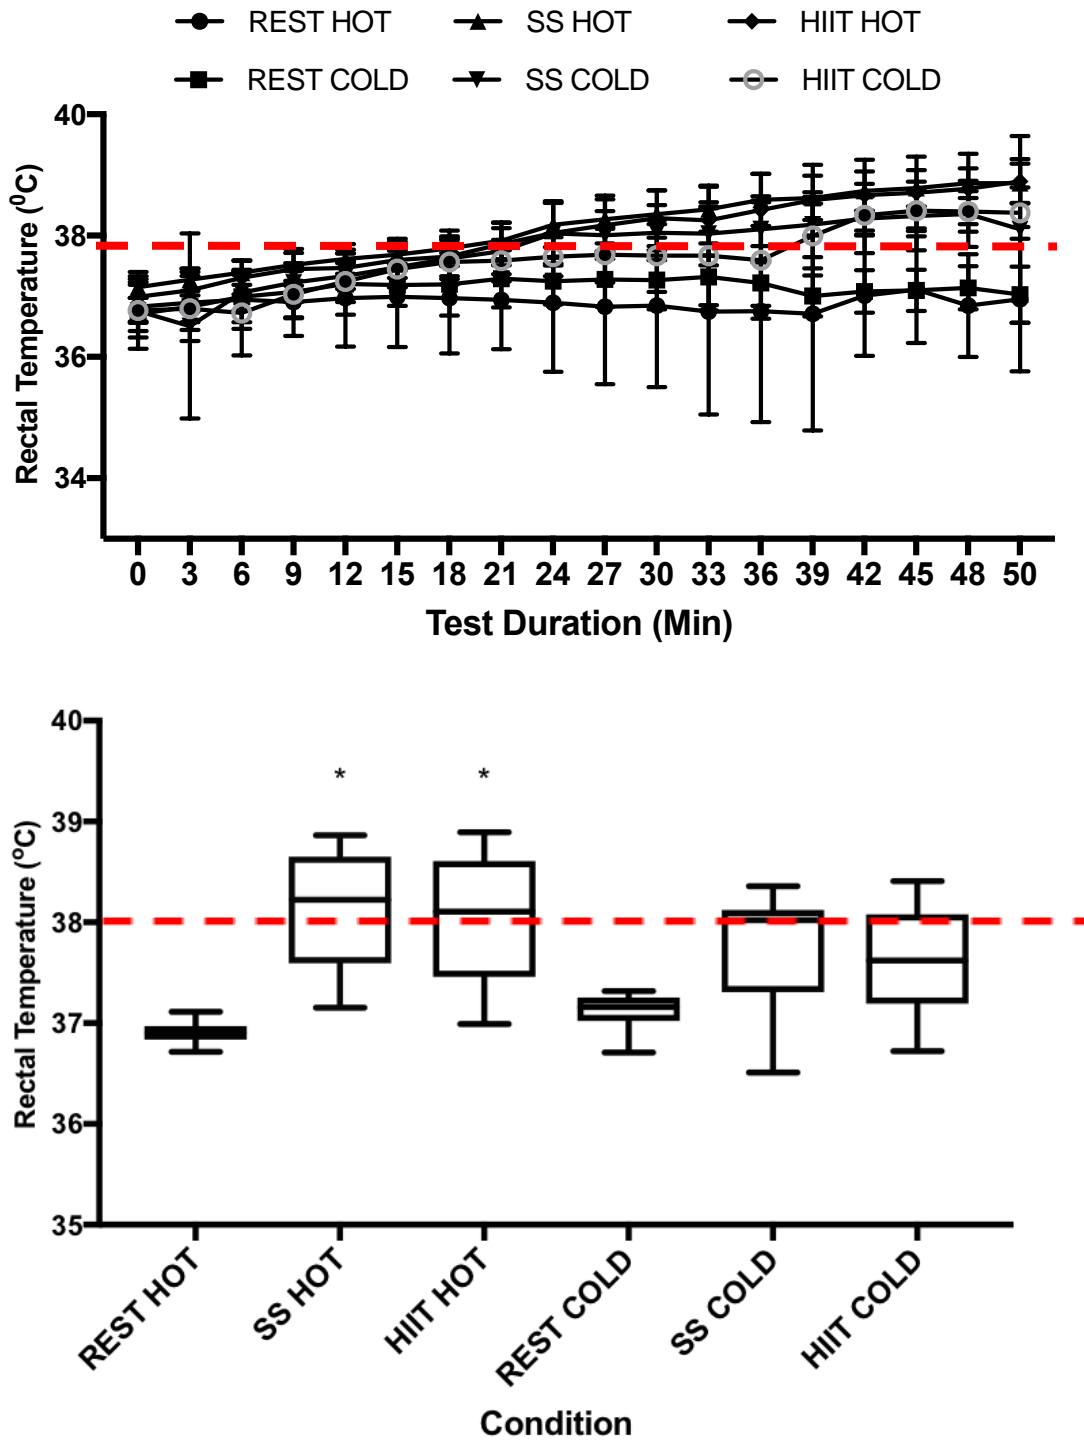 REST HOT SS HOT HIIT HOT
REST COLD SS COLD HIIT COLD
40
38
36
34
Rectal Temperature (⁰C)
0 3 6 9 12 15 18 21 24 27 30 33 36 39 42 45 48 50
Test Duration (Min)
40
39
38
37
36
35
Rectal Temperature (ºC)
* *
REST HOT SS HOT HIIT HOT REST COLD SS COLD HIIT COLD
Condition